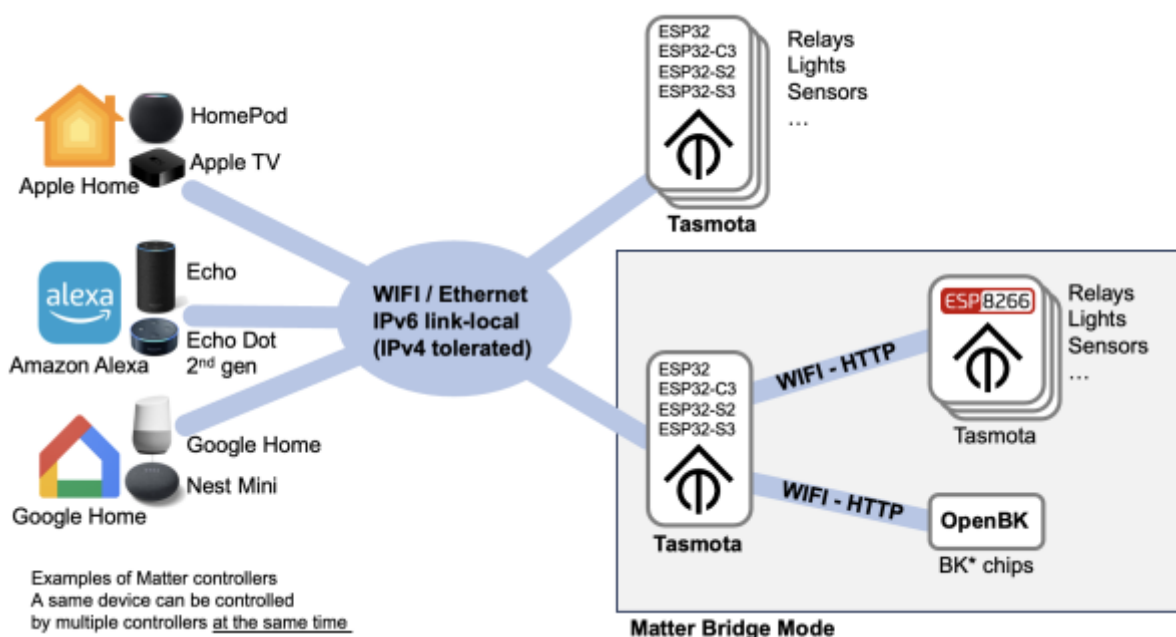 HomePod
Apple TV
Apple Home
alexa
Echo
Echo Dot
2nd gen
Amazon Alexa
Google Home
Nest Mini
Google Home
Examples of Matter controllers
A same device can be controlled
by multiple controllers at the same time
WIFI / Ethernet
IPv6 link-local
(IPv4 tolerated)
ESP32
ESP32-C3
ESP32-S2
ESP32-S3
Tasmota
Relays
Lights
Sensors
…
ESP32
ESP32-C3
ESP32-S2
ESP32-S3
Tasmota
WIFI - HTTP
WIFI - HTTP
ESP8266
Tasmota
Relays
Lights
Sensors
…
OpenBK
BK* chips
Matter Bridge Mode